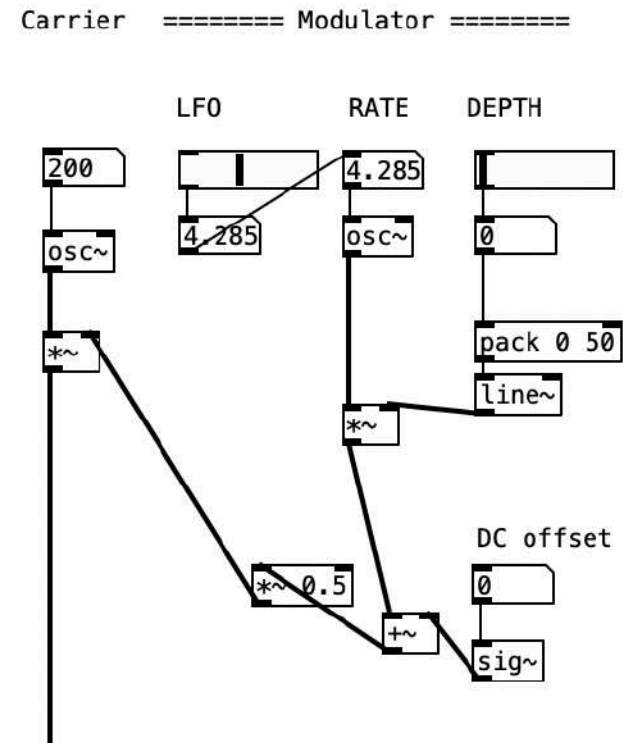 Carrier ======== Modulator ========
LFO RATE DEPTH
200 4.285
osc~ 4.285 osc~ 0
*~ pack 0 50
line~
*~
DC offset
*~ 0.5 0
+~
sig~